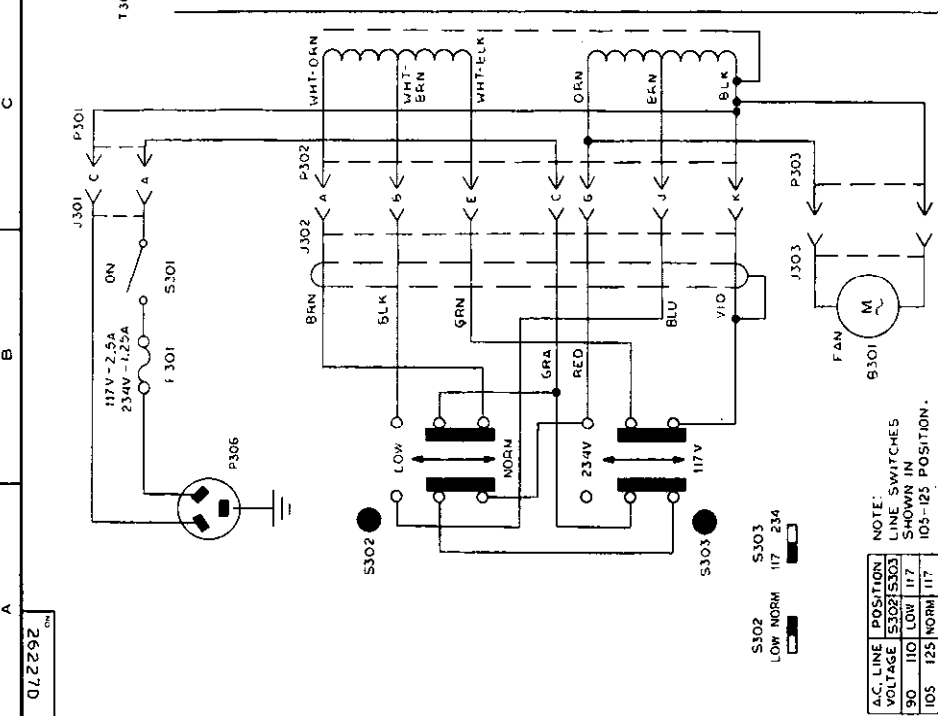 C
B
A
262270
NO
T30
P301
J301
C
A
ON
S301
117V-2.5A
234V-1.25A
F301
P306
WHT-ORN
WHT-
BRN
WHT-BLK
ORN
BRN
BLK
P302
J302
A
B
E
C
G
J
K
BRN
BLK
GRN
GRA
RED
BLU
VIO
P303
J303
FAN
M
B301
LOW
NORM
S302
234V
117V
S303
S302
LOW NORM
S303
117 234
NOTE:
LINE SWITCHES
SHOWN IN
105-125 POSITION.
A.C. LINE
VOLTAGE
POSITION
S302 S303
90 110 LOW 117
105 125 NORM 117